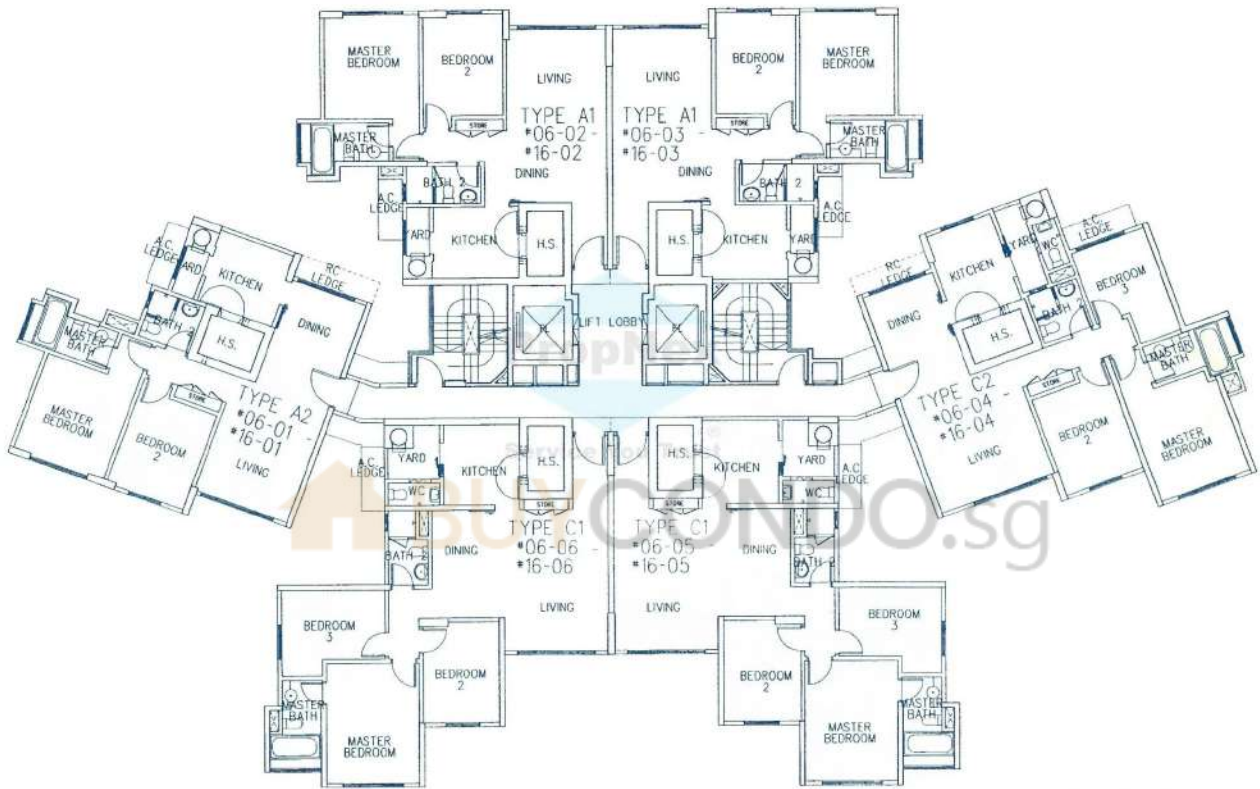 MASTER
BEDROOM
BEDROOM
2
LIVING
TYPE A1
#06-02 -
#16-02
STORE
MASTER
BATH
DINING
BATH 2
A.C.
LEDGE
YARD
KITCHEN
H.S.
LIVING
TYPE A1
#06-03 -
#16-03
BEDROOM
2
MASTER
BEDROOM
STORE
MASTER
BATH
DINING
BATH 2
A.C.
LEDGE
H.S.
KITCHEN
YARD
A.C.
LEDGE
YARD
KITCHEN
RC
LEDGE
BATH 2
H.S.
DINING
MASTER
BATH
STORE
TYPE A2
#06-01 -
#16-01
MASTER
BEDROOM
BEDROOM
2
LIVING
LIFT LOBBY
RC
LEDGE
KITCHEN
YARD
WC
A.C.
LEDGE
BEDROOM
3
DINING
H.S.
BATH 2
MASTER
BATH
STORE
TYPE C2
#06-04 -
#16-04
LIVING
BEDROOM
2
MASTER
BEDROOM
A.C.
LEDGE
YARD
KITCHEN
H.S.
WC
STORE
TYPE C1
#06-06 -
#16-06
BATH 2
DINING
LIVING
BEDROOM
3
BEDROOM
2
MASTER
BATH
MASTER
BEDROOM
H.S.
KITCHEN
YARD
A.C.
LEDGE
WC
STORE
TYPE C1
#06-05 -
#16-05
DINING
BATH 2
LIVING
BEDROOM
3
BEDROOM
2
MASTER
BATH
MASTER
BEDROOM
BUYCONDO.sg